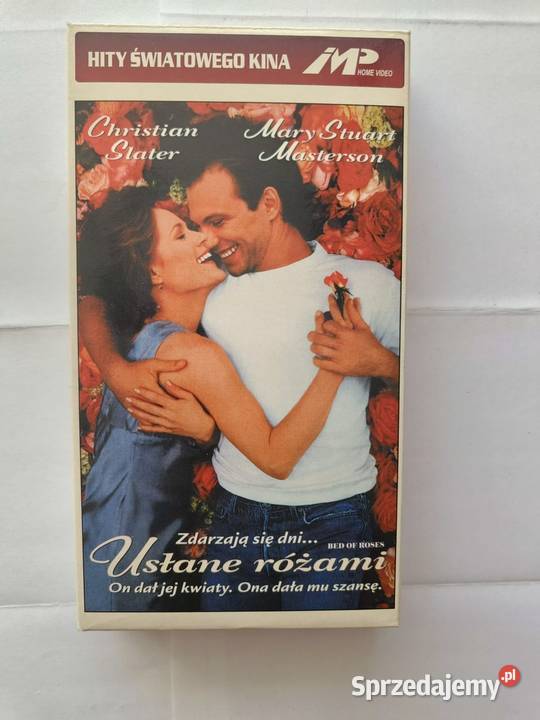 HITY ŚWIATOWEGO KINA
IMP
HOME VIDEO
Christian
Slater
Mary Stuart
Masterson
Zdarzają się dni...
BED OF ROSES
Usłane różami
On dał jej kwiaty. Ona dała mu szansę.
Sprzedajemy.pl